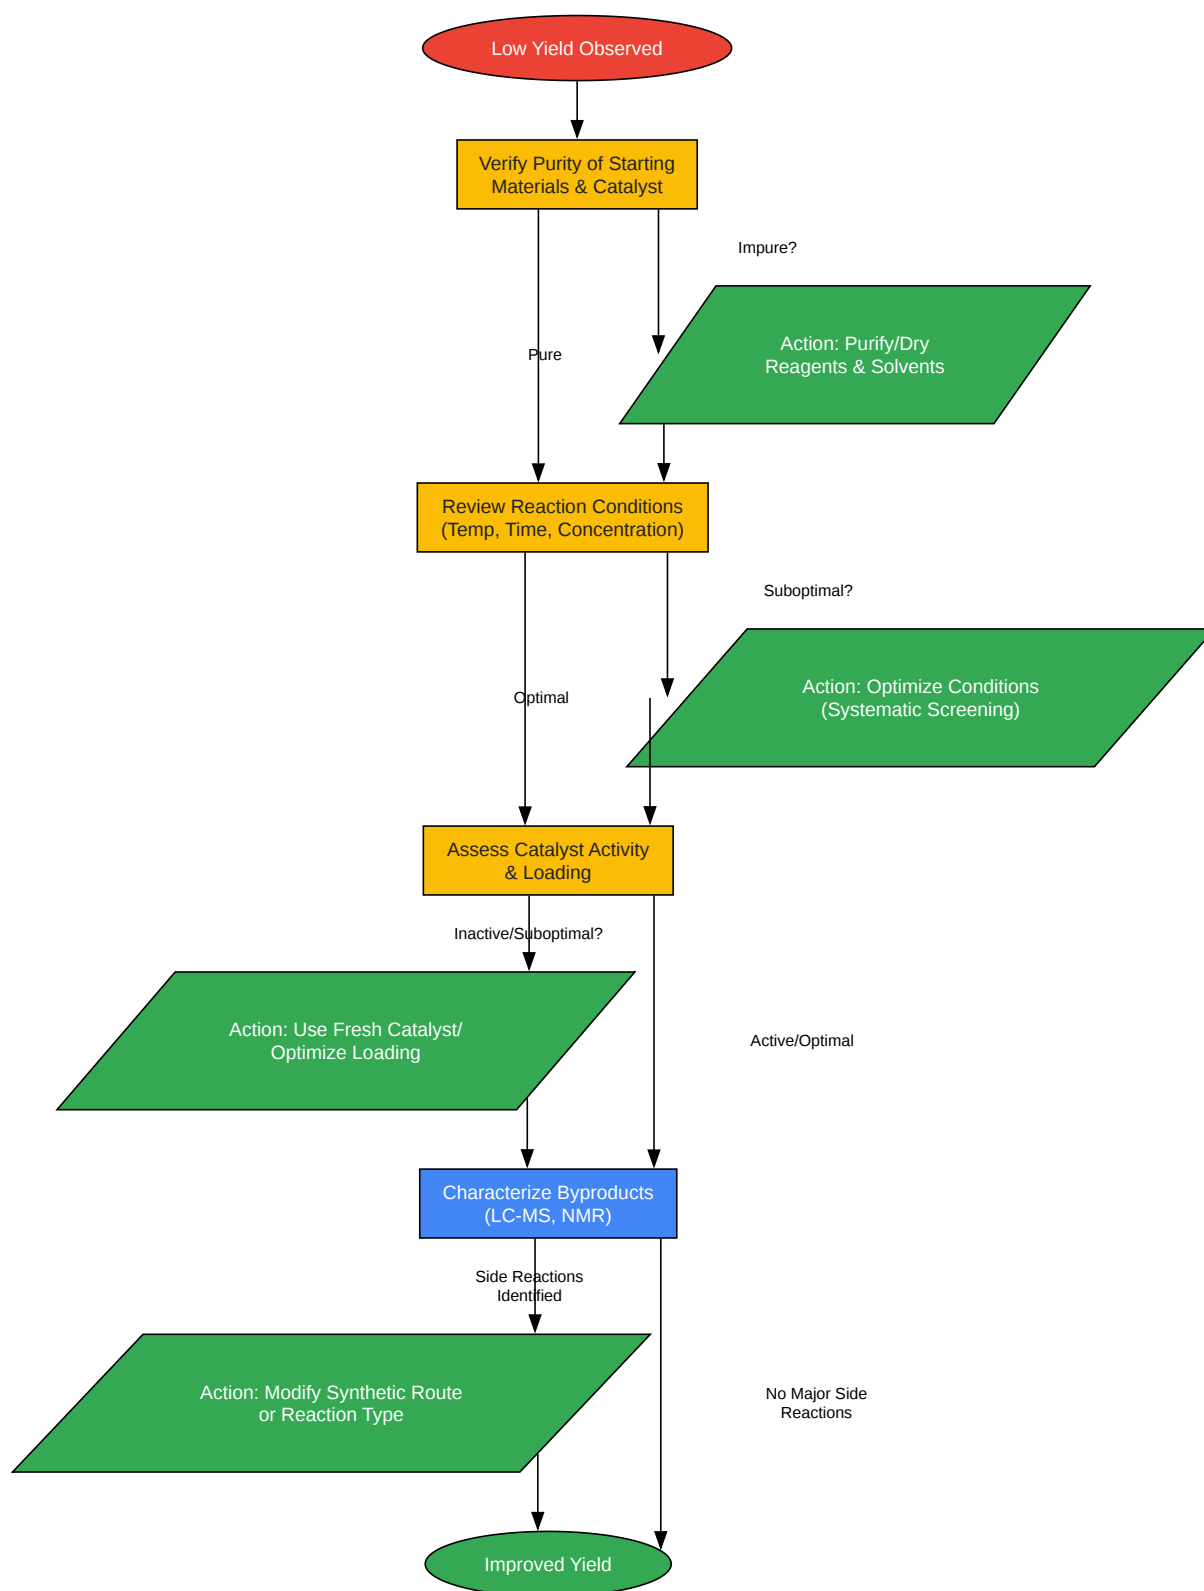 Low Yield Observed
Verify Purity of Starting
Materials & Catalyst
Impure?
Action: Purify/Dry
Reagents & Solvents
Pure
Review Reaction Conditions
(Temp, Time, Concentration)
Suboptimal?
Action: Optimize Conditions
(Systematic Screening)
Optimal
Assess Catalyst Activity
& Loading
Inactive/Suboptimal?
Action: Use Fresh Catalyst/
Optimize Loading
Active/Optimal
Characterize Byproducts
(LC-MS, NMR)
Side Reactions
Identified
Action: Modify Synthetic Route
or Reaction Type
No Major Side
Reactions
Improved Yield